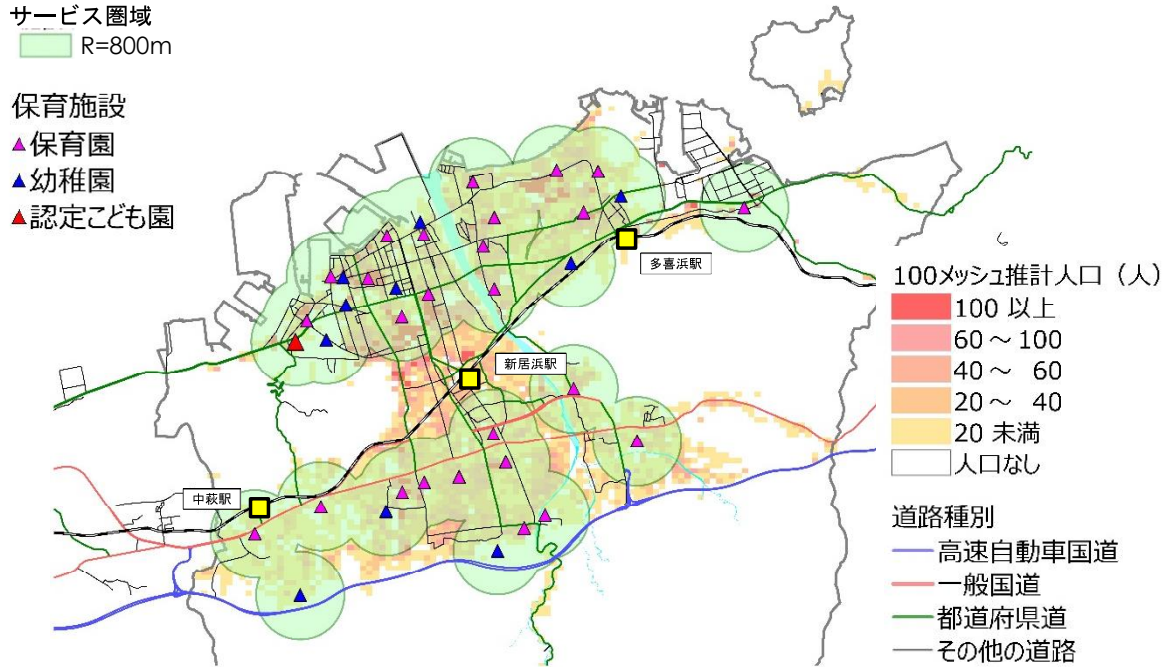 サービス圏域
R=800m
保育施設
保育園
幼稚園
認定こども園
多喜浜駅
新居浜駅
中萩駅
100メッシュ推計人口（人）
100 以上
60 ～ 100
40 ～ 60
20 ～ 40
20 未満
人口なし
道路種別
高速自動車国道
一般国道
都道府県道
その他の道路